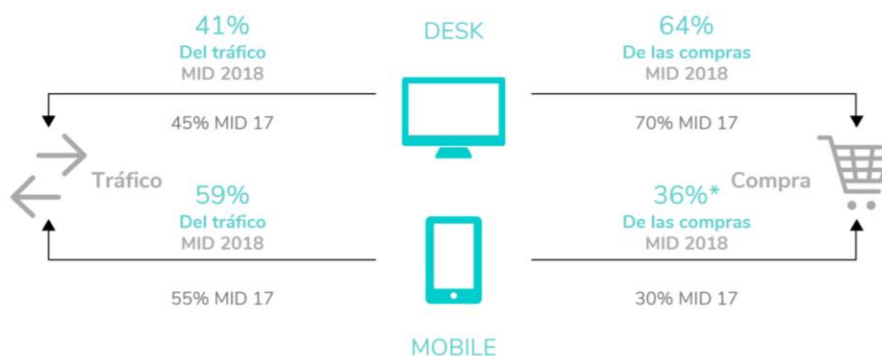 41%
Del tráfico
MID 2018
45% MID 17
DESK
64%
De las compras
MID 2018
70% MID 17
Tráfico
59%
Del tráfico
MID 2018
55% MID 17
36%*
De las compras
MID 2018
30% MID 17
Compra
MOBILE